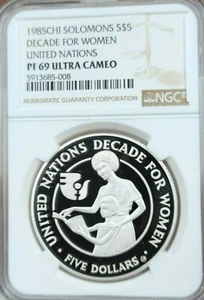 1985CHI SOLOMONS S$5
DECADE FOR WOMEN
UNITED NATIONS
PF 69 ULTRA CAMEO
5913685-008
NUMISMATIC GUARANTY CORPORATION
NGC
UNITED NATIONS DECADE FOR WOMEN
• FIVE DOLLARS •